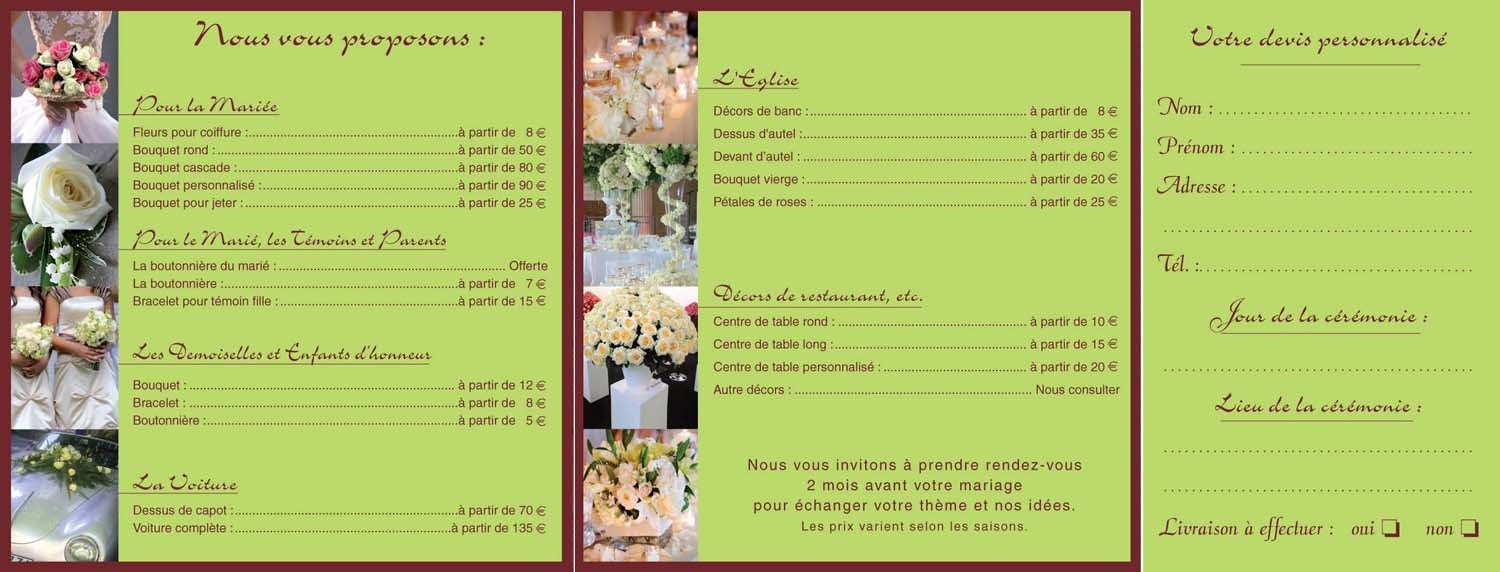 Nous vous proposons :
Pour la Mariée
Fleurs pour coiffure :............................................................à partir de 8 €
Bouquet rond :.....................................................................à partir de 50 €
Bouquet cascade :...............................................................à partir de 80 €
Bouquet personnalisé :........................................................à partir de 90 €
Bouquet pour jeter :.............................................................à partir de 25 €
Pour le Marié, les Témoins et Parents
La boutonnière du marié :.................................................................. Offerte
La boutonnière :...................................................................à partir de 7 €
Bracelet pour témoin fille :...................................................à partir de 15 €
Les Demoiselles et Enfants d'honneur
Bouquet : ............................................................................ à partir de 12 €
Bracelet : .............................................................................à partir de 8 €
Boutonnière :........................................................................à partir de 5 €
La Voiture
Dessus de capot :................................................................à partir de 70 €
Voiture complète :..............................................................à partir de 135 €
L'Eglise
Décors de banc :.............................................................. à partir de 8 €
Dessus d'autel :................................................................ à partir de 35 €
Devant d'autel : ................................................................ à partir de 60 €
Bouquet vierge :............................................................... à partir de 20 €
Pétales de roses : ............................................................ à partir de 25 €
Décors de restaurant, etc.
Centre de table rond : ...................................................... à partir de 10 €
Centre de table long :....................................................... à partir de 15 €
Centre de table personnalisé : ......................................... à partir de 20 €
Autre décors : .................................................................... Nous consulter
Nous vous invitons à prendre rendez-vous
2 mois avant votre mariage
pour échanger votre thème et nos idées.
Les prix varient selon les saisons.
Votre devis personnalisé
Nom : ....................................
Prénom : .................................
Adresse : .................................
............................................
Tél. :.......................................
Jour de la cérémonie :
............................................
Lieu de la cérémonie :
............................................
............................................
Livraison à effectuer : oui ❏ non ❏